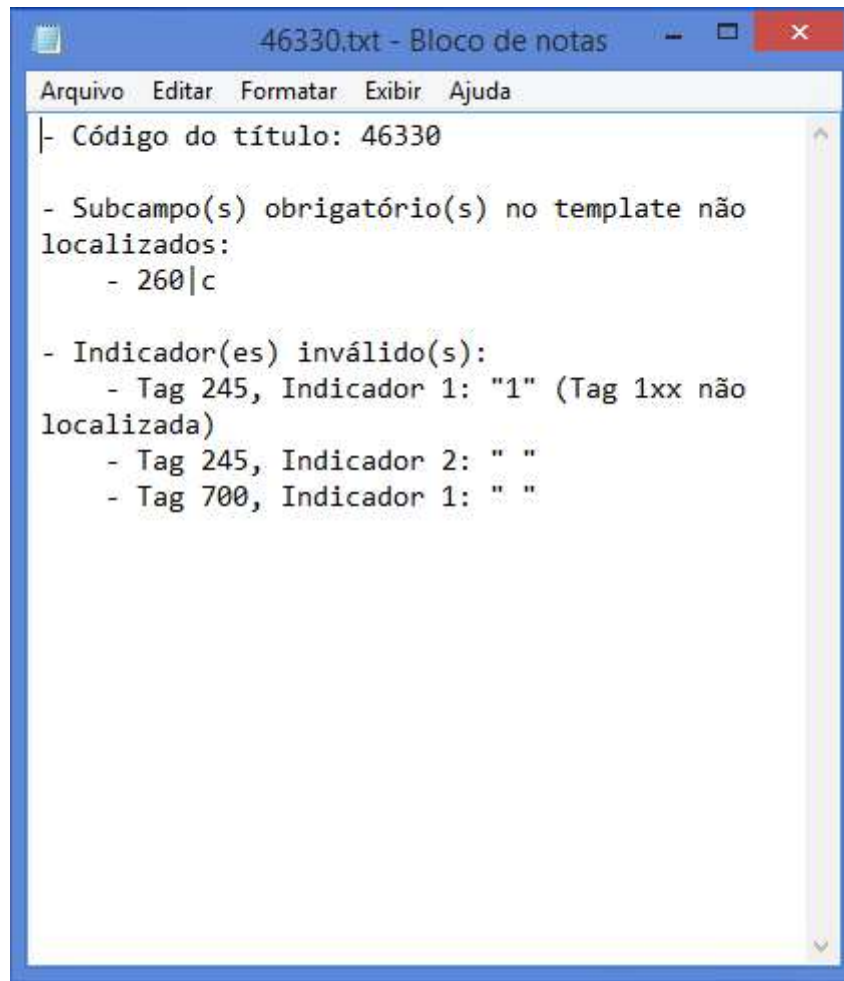 46330.txt - Bloco de notas
Arquivo Editar Formatar Exibir Ajuda
- Código do título: 46330
- Subcampo(s) obrigatório(s) no template não
localizados:
- 260|c
- Indicador(es) inválido(s):
- Tag 245, Indicador 1: "1" (Tag 1xx não
localizada)
- Tag 245, Indicador 2: " "
- Tag 700, Indicador 1: " "